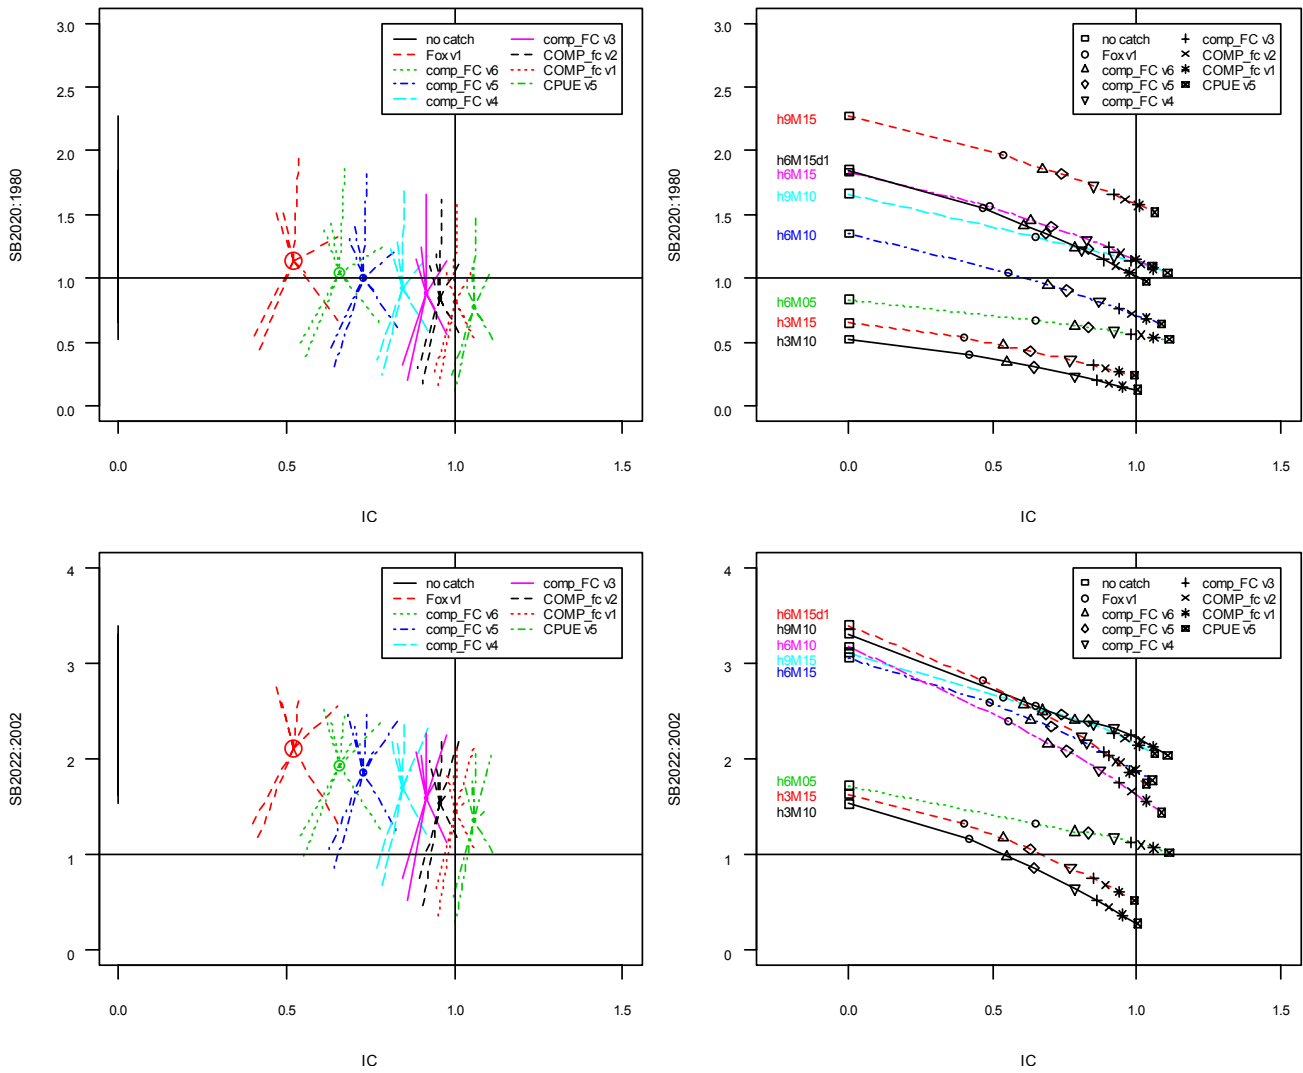 3.0
2.5
2.0
1.5
1.0
0.5
0.0
SB2020:1980
no catch
Fox v1
comp_FC v6
comp_FC v5
comp_FC v4
comp_FC v3
COMP_fc v2
COMP_fc v1
CPUE v5
0.0 0.5 1.0 1.5
IC
3.0
2.5
2.0
1.5
1.0
0.5
0.0
SB2020:1980
no catch
Fox v1
comp_FC v6
comp_FC v5
comp_FC v4
comp_FC v3
COMP_fc v2
COMP_fc v1
CPUE v5
h9M15
h6M15d1
h6M15
h9M10
h6M10
h6M05
h3M15
h3M10
0.0 0.5 1.0 1.5
IC
4
3
2
1
0
SB2022:2002
no catch
Fox v1
comp_FC v6
comp_FC v5
comp_FC v4
comp_FC v3
COMP_fc v2
COMP_fc v1
CPUE v5
0.0 0.5 1.0 1.5
IC
4
3
2
1
0
SB2022:2002
no catch
Fox v1
comp_FC v6
comp_FC v5
comp_FC v4
comp_FC v3
COMP_fc v2
COMP_fc v1
CPUE v5
h6M15d1
h9M10
h6M10
h9M15
h6M15
h6M05
h3M15
h3M10
0.0 0.5 1.0 1.5
IC